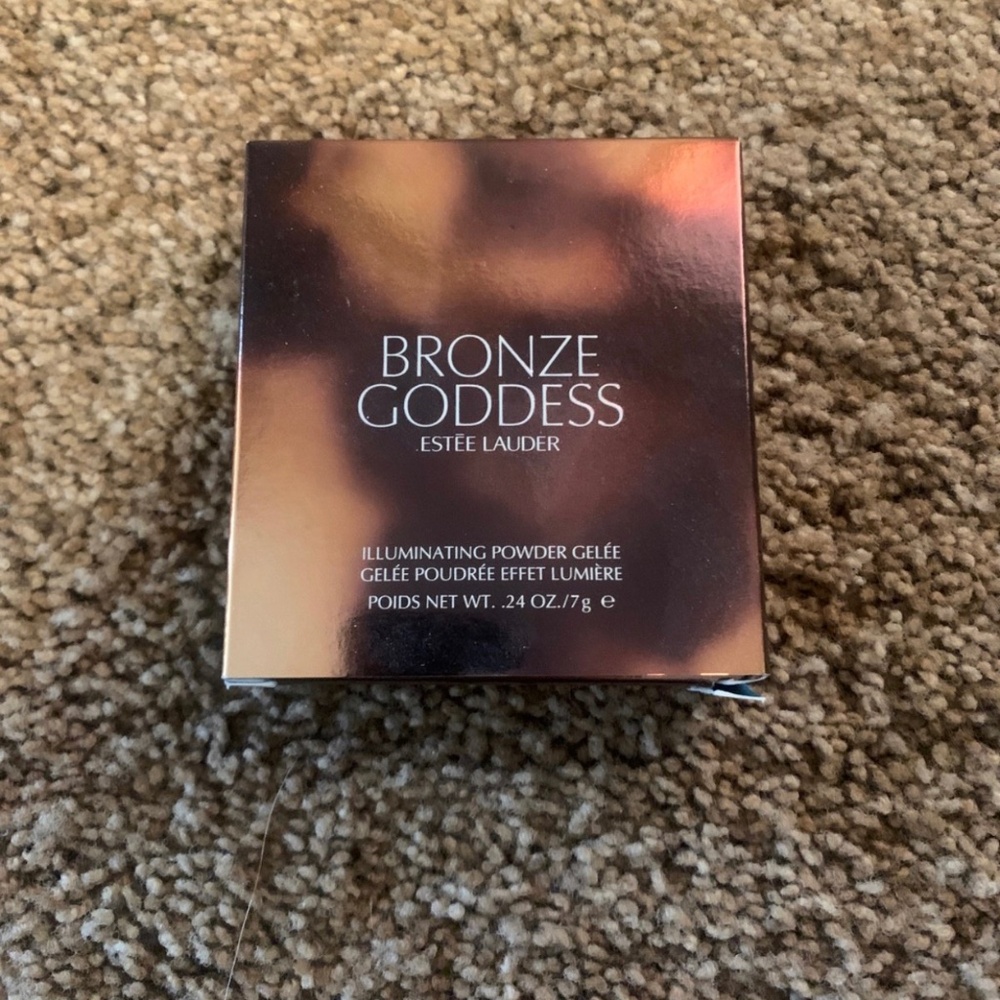 BRONZE
GODDESS
ESTĒE LAUDER
ILLUMINATING POWDER GELÉE
GELÉE POUDRÉE EFFET LUMIÈRE
POIDS NET WT. .24 OZ./7g ℮